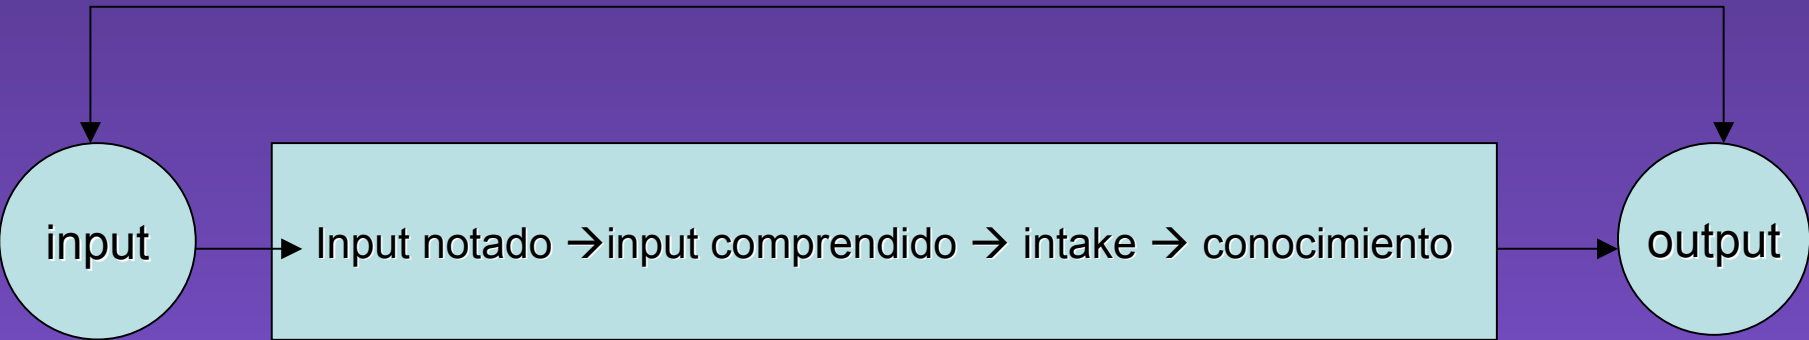 input
Input notado →input comprendido → intake → conocimiento
output